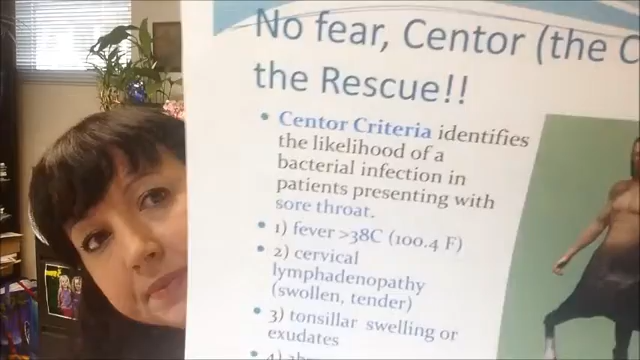 No fear, Centor (the C
the Rescue!!
• Centor Criteria identifies
the likelihood of a
bacterial infection in
patients presenting with
sore throat.
• 1) fever >38C (100.4 F)
• 2) cervical
lymphadenopathy
(swollen, tender)
• 3) tonsillar swelling or
exudates
• 4)